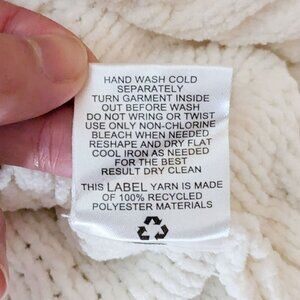 HAND WASH COLD
SEPARATELY
TURN GARMENT INSIDE
OUT BEFORE WASH
DO NOT WRING OR TWIST
USE ONLY NON-CHLORINE
BLEACH WHEN NEEDED
RESHAPE AND DRY FLAT
COOL IRON AS NEEDED
FOR THE BEST
RESULT DRY CLEAN
THIS LABEL YARN IS MADE
OF 100% RECYCLED
POLYESTER MATERIALS